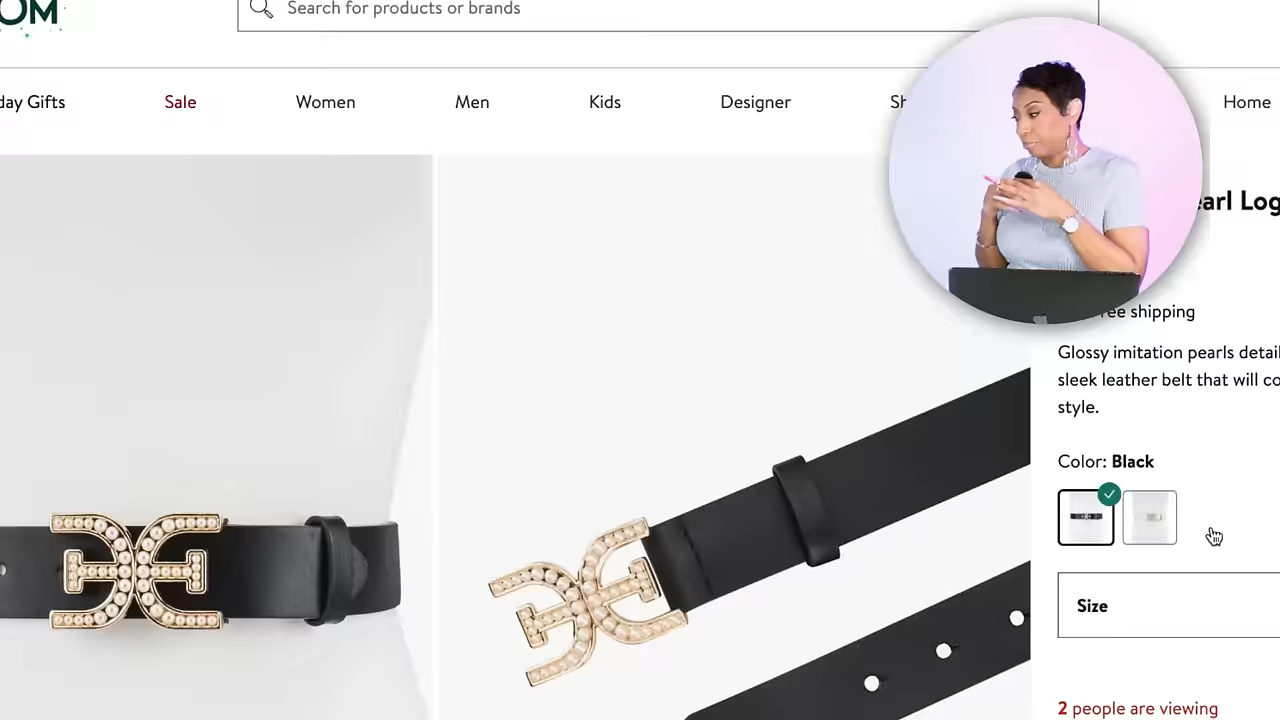 OM
Search for products or brands
day Gifts
Sale
Women
Men
Kids
Designer
Sh
Home
earl Log
ree shipping
Glossy imitation pearls detail
sleek leather belt that will co
style.
Color: Black
Size
2 people are viewing